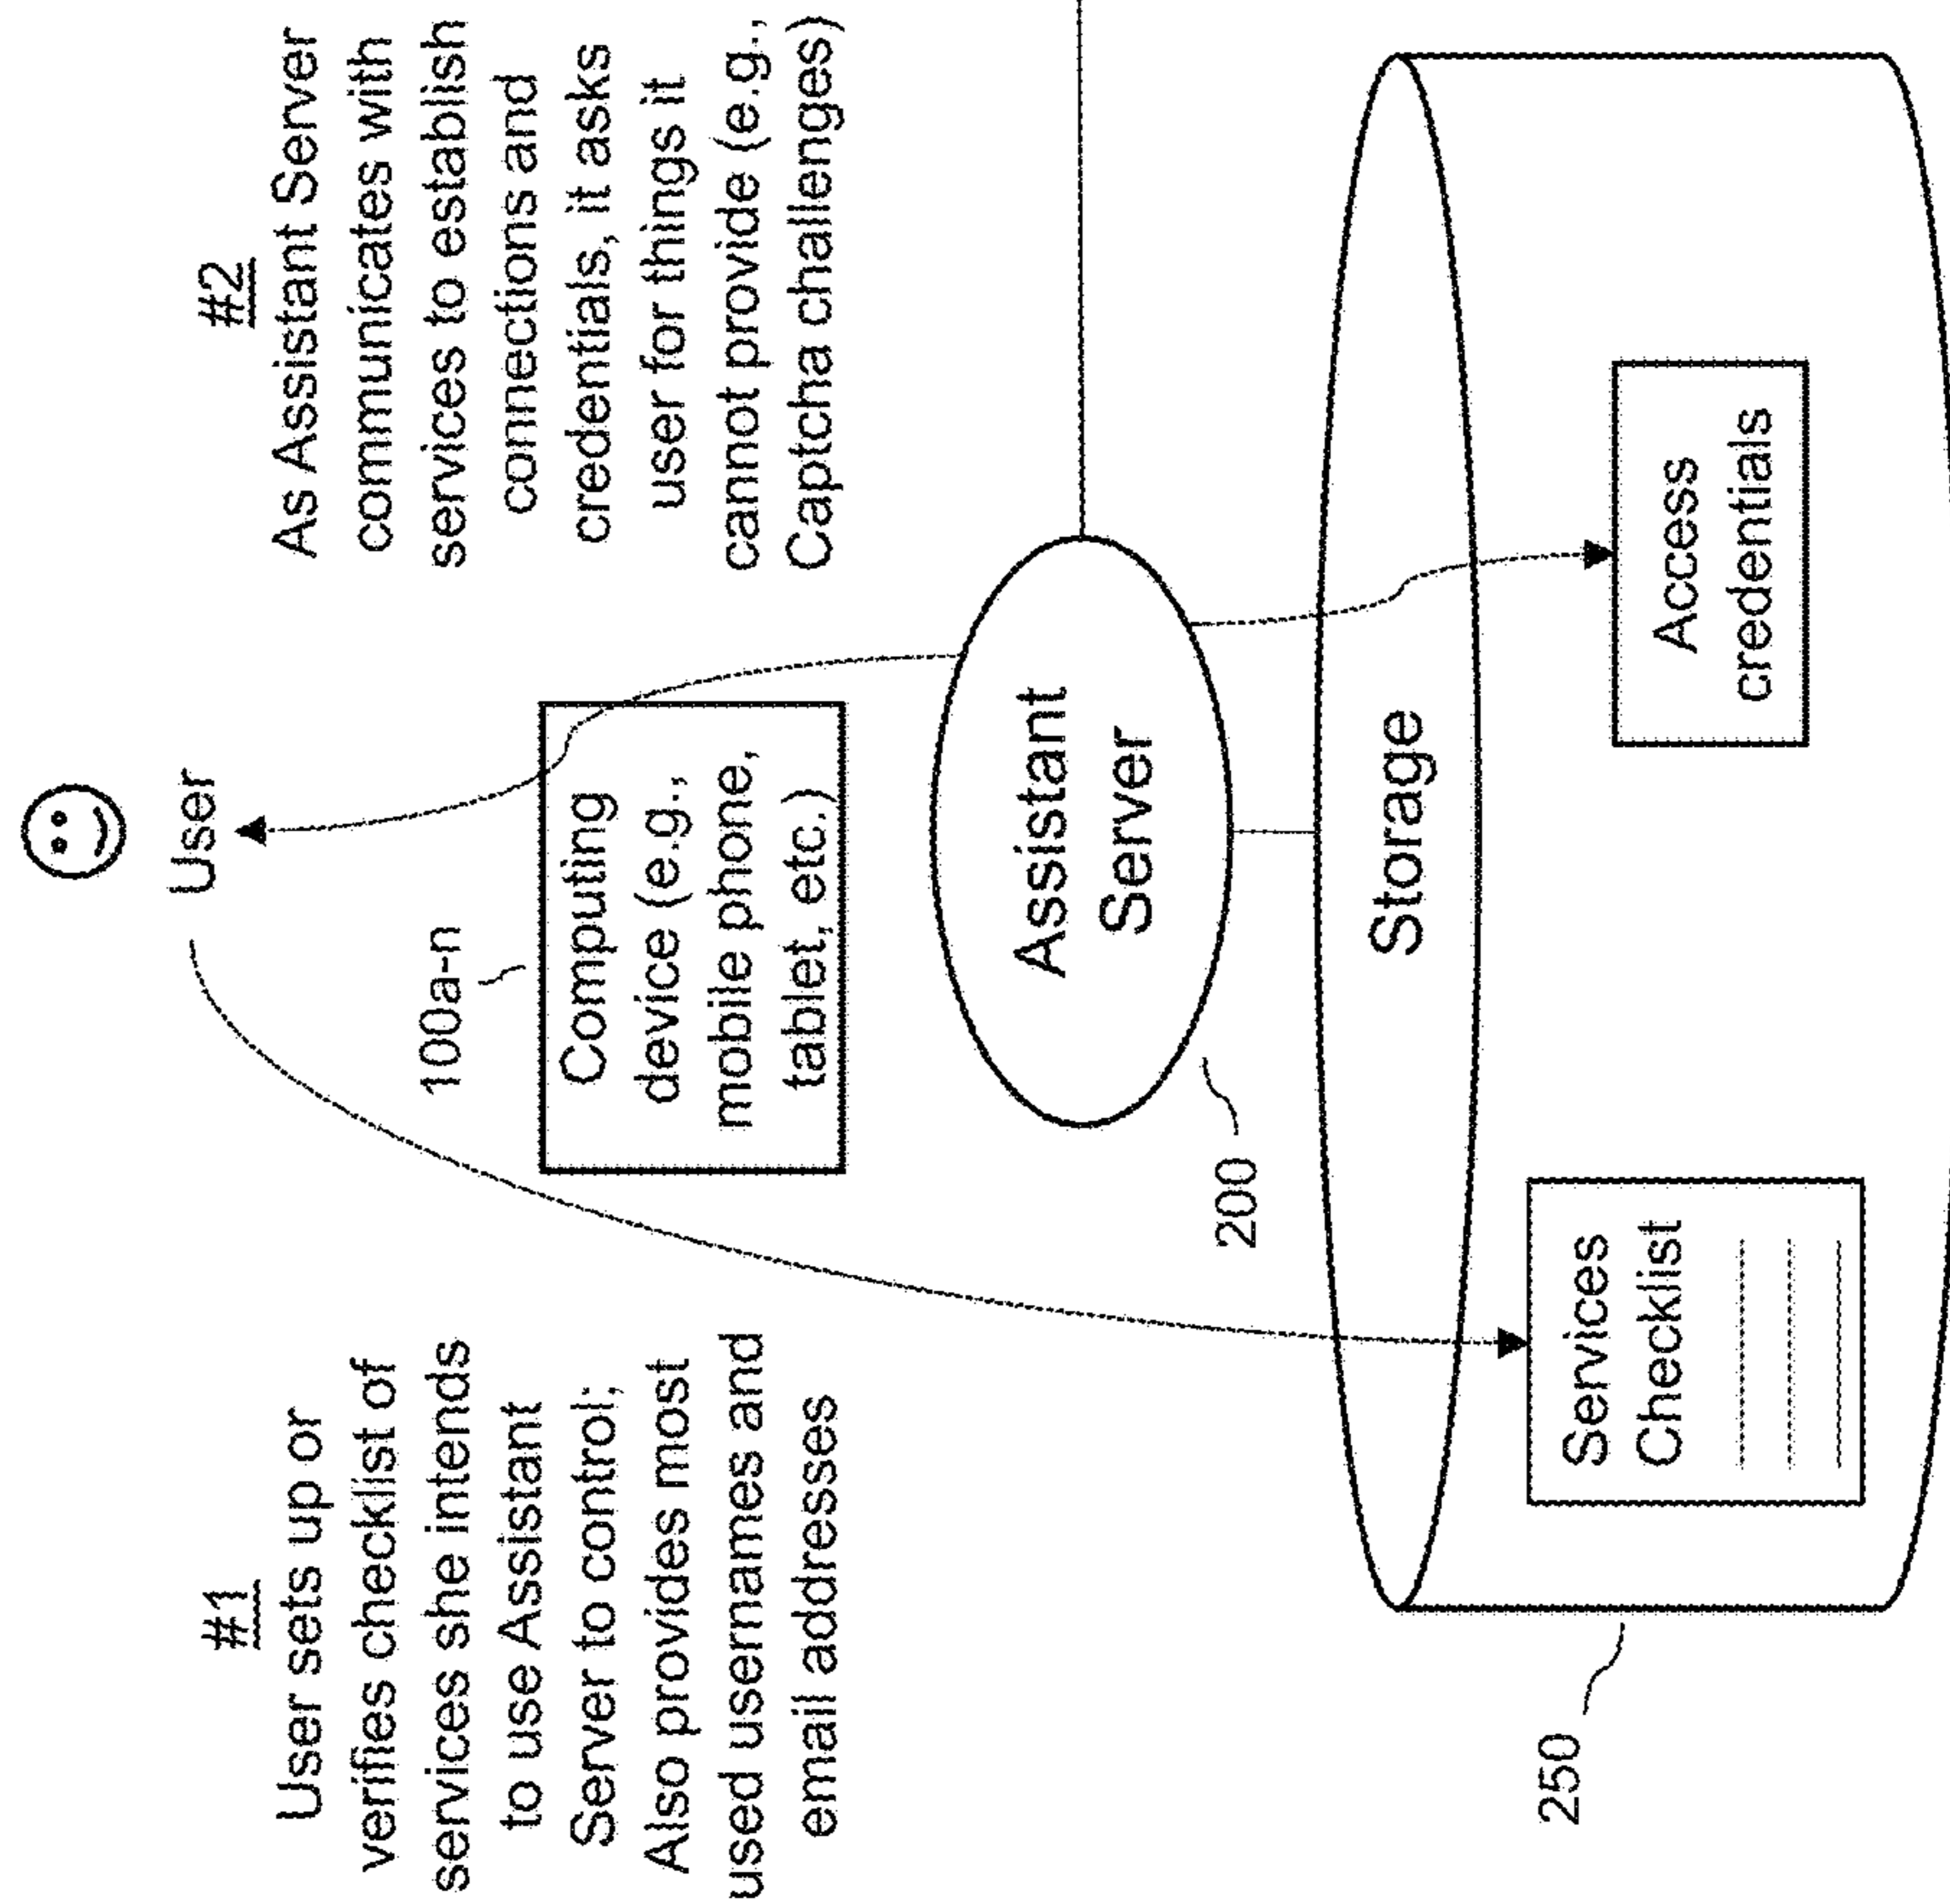 #1
User sets up or
verifies checklist of
services she intends
to use Assistant
Server to control;
Also provides most
used usernames and
email addresses
User
100a-n
Computing
device (e.g.,
mobile phone,
tablet, etc.)
#2
As Assistant Server
communicates with
services to establish
connections and
credentials, it asks
user for things it
cannot provide (e.g.,
Captcha challenges)
Assistant
Server
200
Storage
250
Services
Checklist
Access
credentials